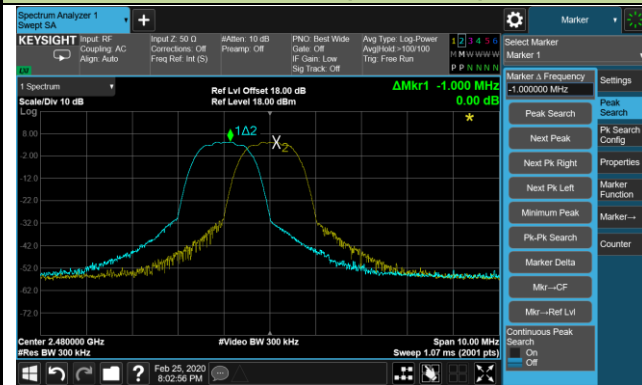 Spectrum Analyzer 1
Swept SA
+
Marker
KEYSIGHT
Input: RF
Coupling: AC
Align: Auto
Input Z: 50 Ω
Corrections: Off
Freq Ref: Int (S)
#Atten: 10 dB
Preamp: Off
PNO: Best Wide
Gate: Off
IF Gain: Low
Sig Track: Off
Avg Type: Log-Power
Avg|Hold:>100/100
Trig: Free Run
1 2 3 4 5 6
M M W W W W
P P N N N N
Select Marker
Marker 1
1 Spectrum
Scale/Div 10 dB
Log
Ref Lvl Offset 18.00 dB
Ref Level 18.00 dBm
ΔMkr1 -1.000 MHz
0.00 dB
*
8.00
-2.00
-12.0
-22.0
-32.0
-42.0
-52.0
-62.0
-72.0
1Δ2
X2
Center 2.480000 GHz
#Res BW 300 kHz
#Video BW 300 kHz
Span 10.00 MHz
Sweep 1.07 ms (2001 pts)
Marker Δ Frequency
-1.000000 MHz
Peak Search
Next Peak
Next Pk Right
Next Pk Left
Minimum Peak
Pk-Pk Search
Marker Delta
Mkr→CF
Mkr→Ref Lvl
Continuous Peak
Search
On
Off
Settings
Peak
Search
Pk Search
Config
Properties
Marker
Function
Marker→
Counter
?
Feb 25, 2020
8:02:56 PM